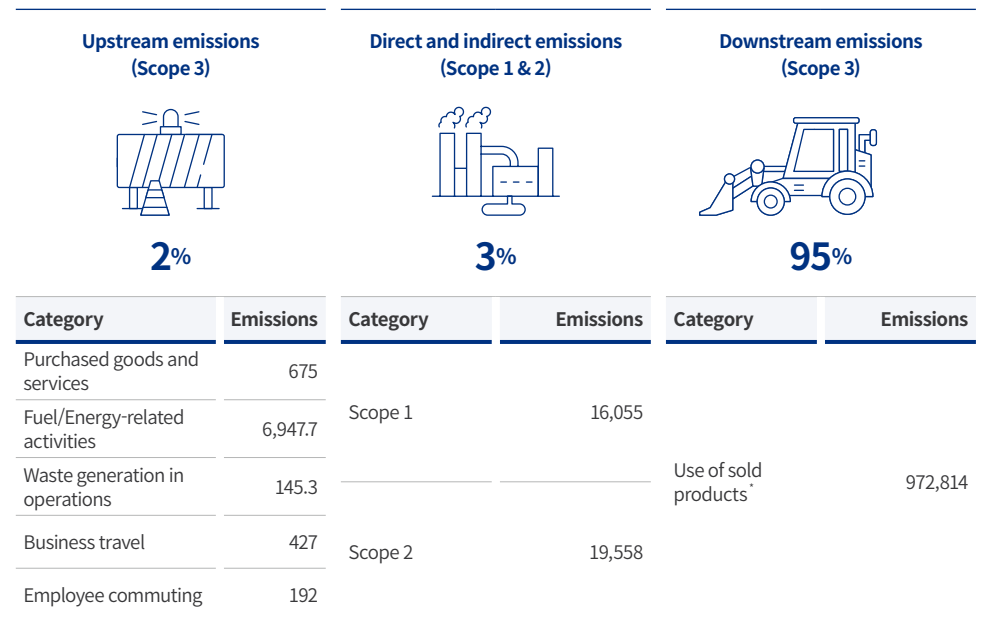 Upstream emissions
(Scope 3)
2%
Category Emissions
Purchased goods and
services
675
Fuel/Energy-related
activities
6,947.7
Waste generation in
operations
145.3
Business travel 427
Employee commuting 192
Direct and indirect emissions
(Scope 1 & 2)
3%
Category Emissions
Scope 1 16,055
Scope 2 19,558
Downstream emissions
(Scope 3)
95%
Category Emissions
Use of sold
products*
972,814